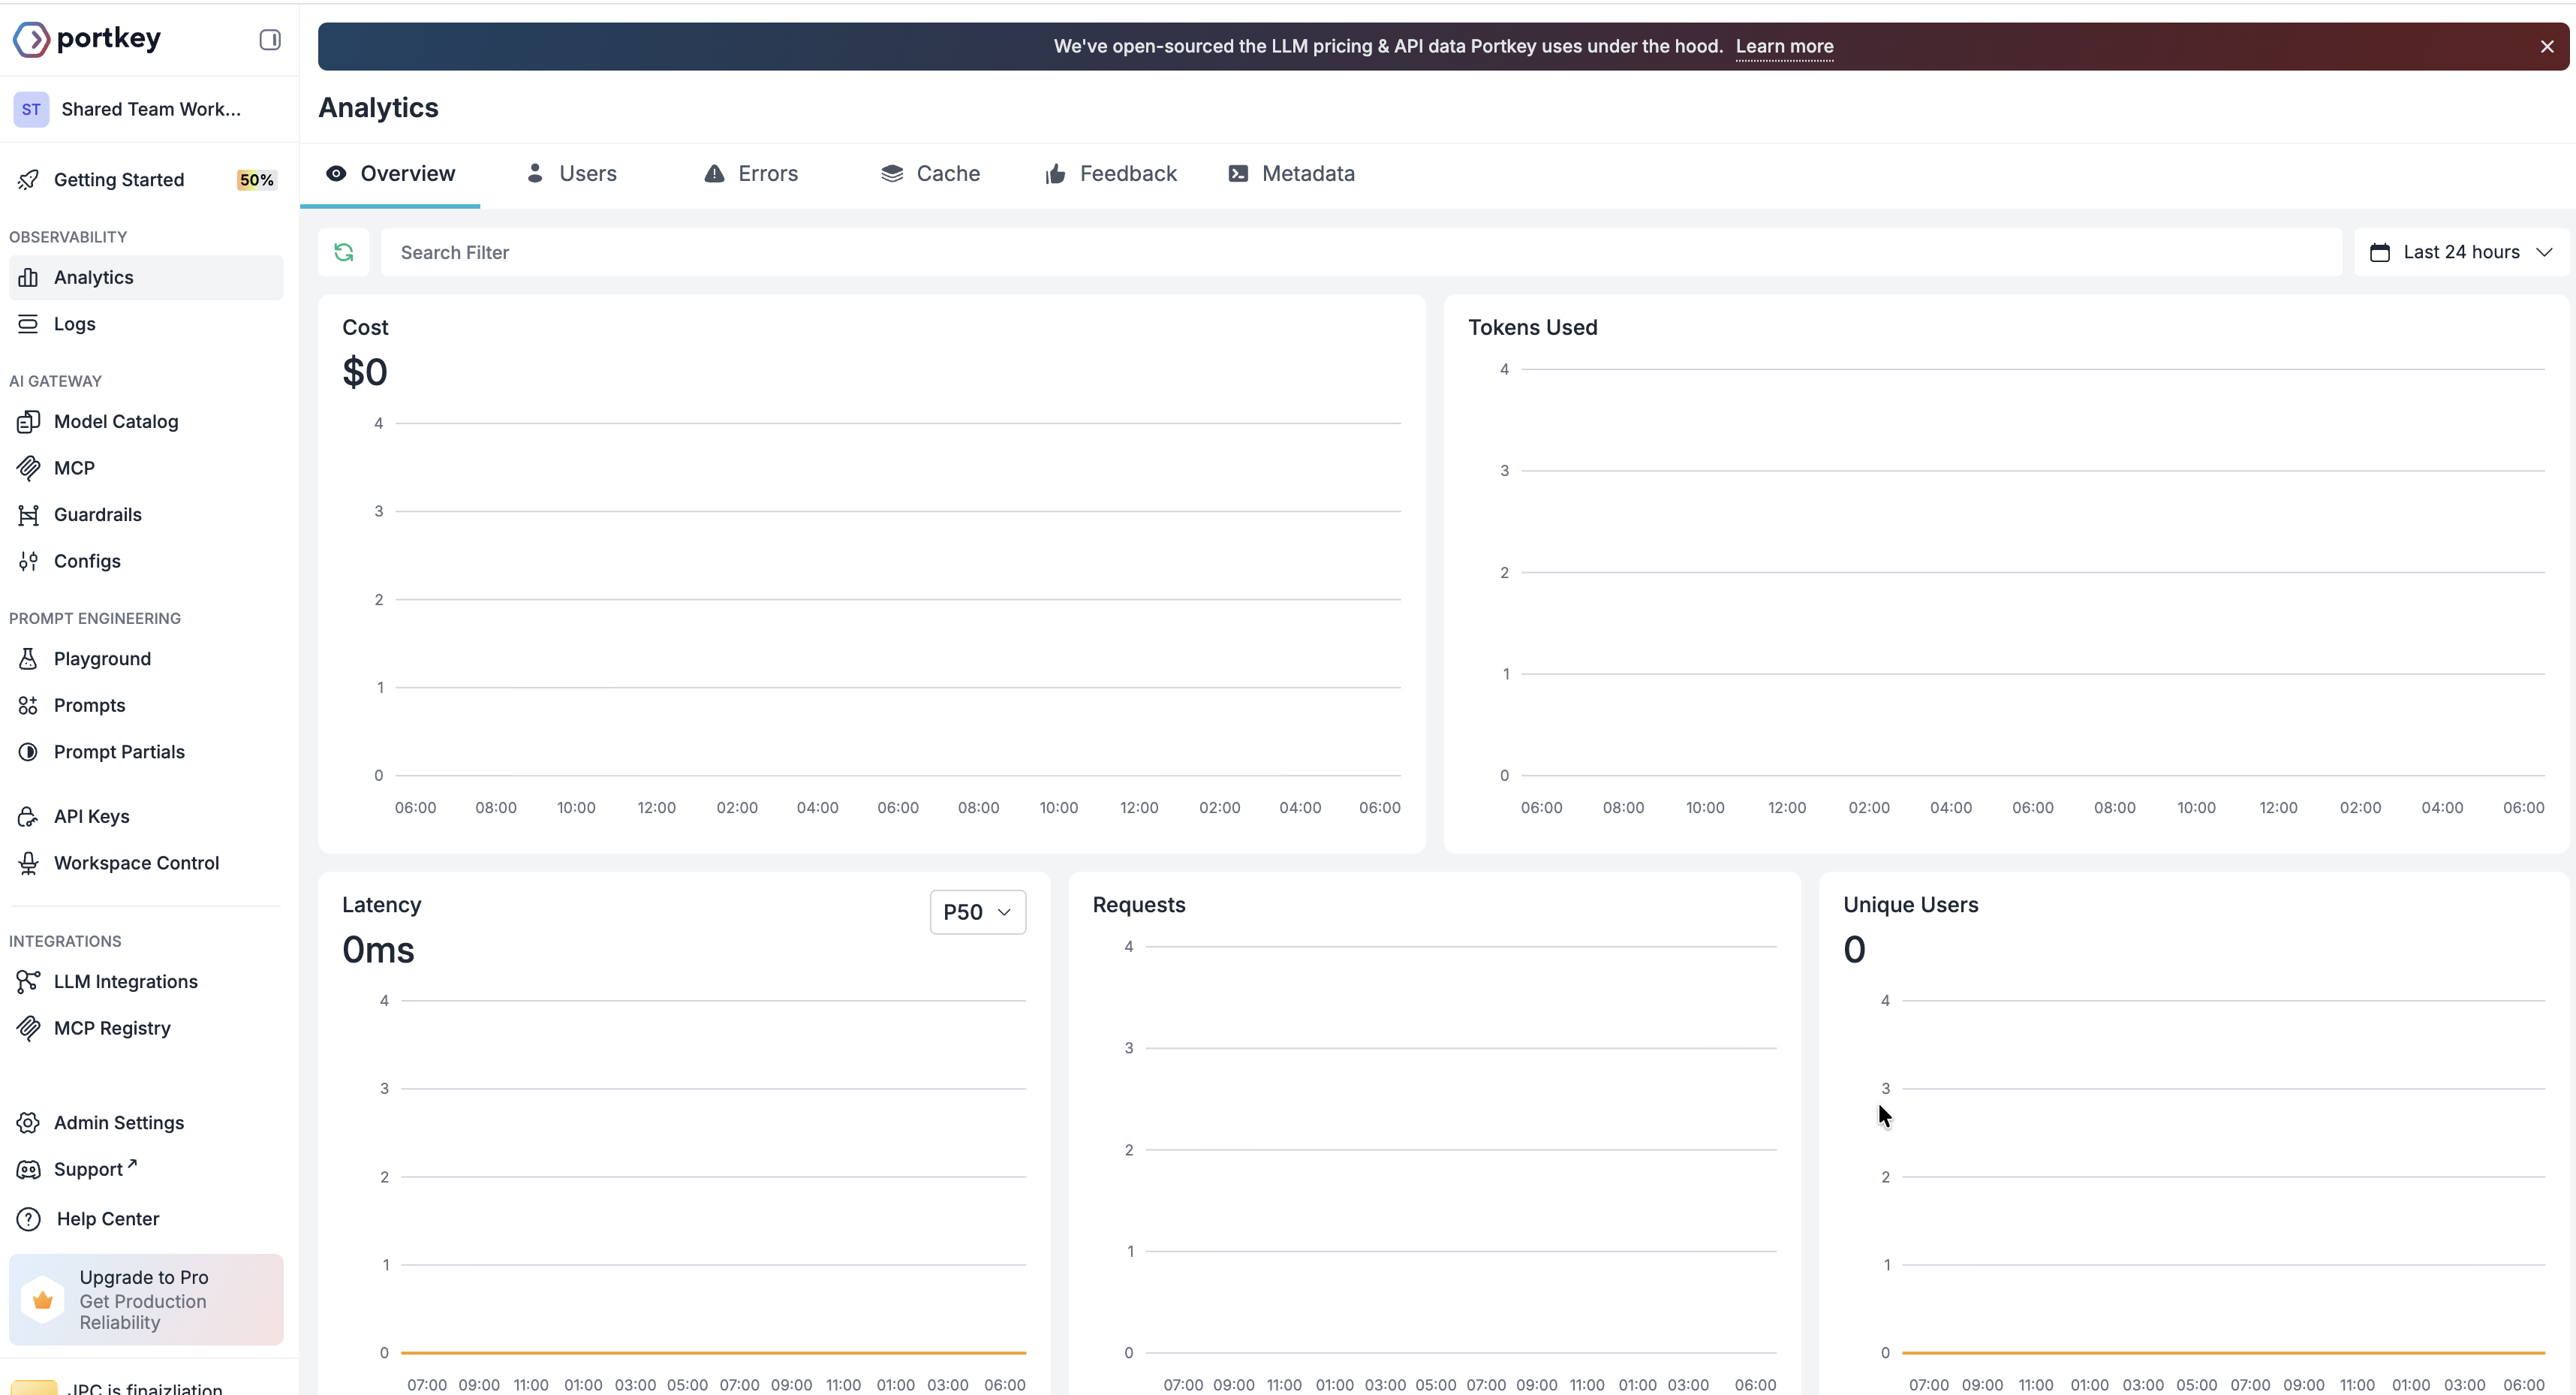 portkey
We've open-sourced the LLM pricing & API data Portkey uses under the hood. Learn more
ST Shared Team Work...
Getting Started 50%
OBSERVABILITY
Analytics
Logs
AI GATEWAY
Model Catalog
MCP
Guardrails
Configs
PROMPT ENGINEERING
Playground
Prompts
Prompt Partials
API Keys
Workspace Control
INTEGRATIONS
LLM Integrations
MCP Registry
Admin Settings
Support
Help Center
Upgrade to Pro
Get Production
Reliability
JPC is finaizliation
Analytics
Overview Users Errors Cache Feedback Metadata
Search Filter
Last 24 hours
Cost
$0
4
3
2
1
0
06:00 08:00 10:00 12:00 02:00 04:00 06:00 08:00 10:00 12:00 02:00 04:00 06:00
Tokens Used
4
3
2
1
0
06:00 08:00 10:00 12:00 02:00 04:00 06:00 08:00 10:00 12:00 02:00 04:00 06:00
Latency
P50
0ms
4
3
2
1
0
07:00 09:00 11:00 01:00 03:00 05:00 07:00 09:00 11:00 01:00 03:00 06:00
Requests
4
3
2
1
0
07:00 09:00 11:00 01:00 03:00 05:00 07:00 09:00 11:00 01:00 03:00 06:00
Unique Users
0
4
3
2
1
0
07:00 09:00 11:00 01:00 03:00 05:00 07:00 09:00 11:00 01:00 03:00 06:00